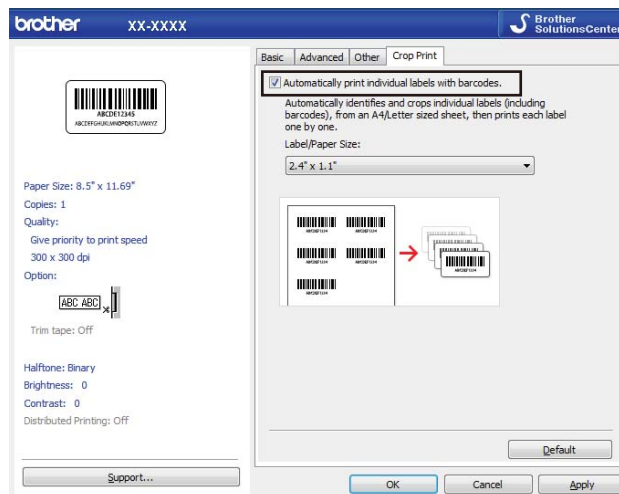 brother XX-XXXX
Brother
SolutionsCenter
ABCDE12345
Paper Size: 8.5" x 11.69"
Copies: 1
Quality:
Give priority to print speed
300 x 300 dpi
Option:
ABC ABC
Trim tape: Off
Halftone: Binary
Brightness: 0
Contrast: 0
Distributed Printing: Off
Support...
Basic Advanced Other Crop Print
Automatically print individual labels with barcodes.
Automatically identifies and crops individual labels (including
barcodes), from an A4/Letter sized sheet, then prints each label
one by one.
Label/Paper Size:
2.4" x 1.1"
Default
OK Cancel Apply